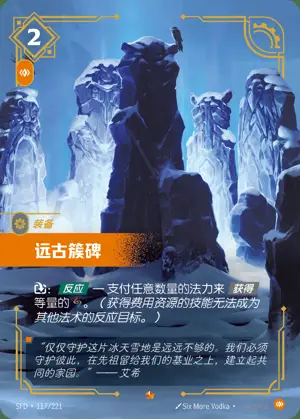 2
装备
远古簇碑
: 反应 — 支付任意数量的法力来 获得
等量的 。（获得费用资源的技能无法成为
其他法术的反应目标。）
“仅仅守护这片冰天雪地是远远不够的。我们必须
守护彼此，在先祖留给我们的基业之上，建立起共
同的家园。” —— 艾希
SFD • 117/221
Six More Vodka •